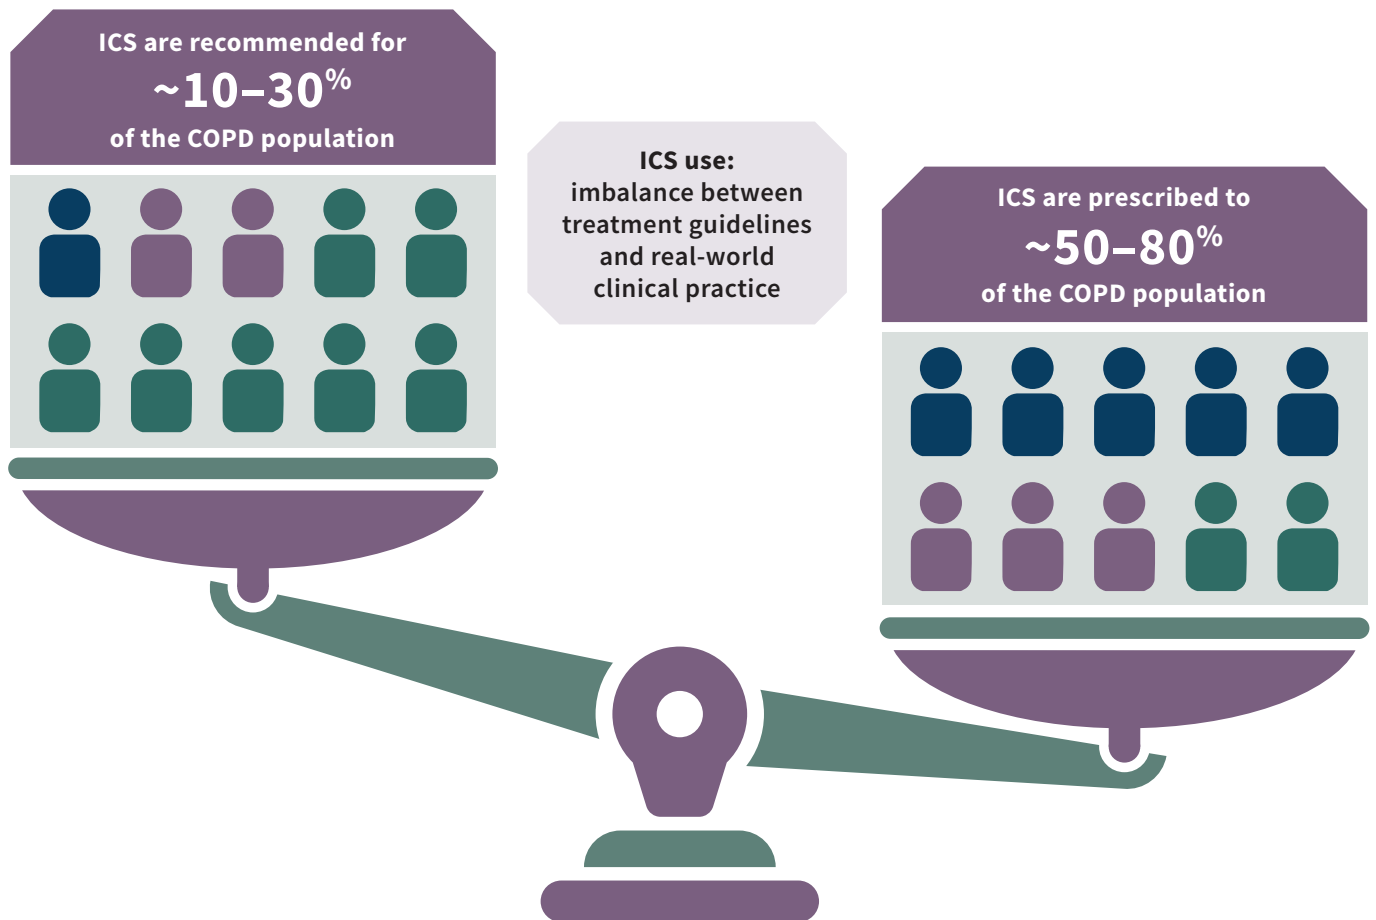 ICS are recommended for
~10–30%
of the COPD population
ICS use:
imbalance between
treatment guidelines
and real-world
clinical practice
ICS are prescribed to
~50–80%
of the COPD population